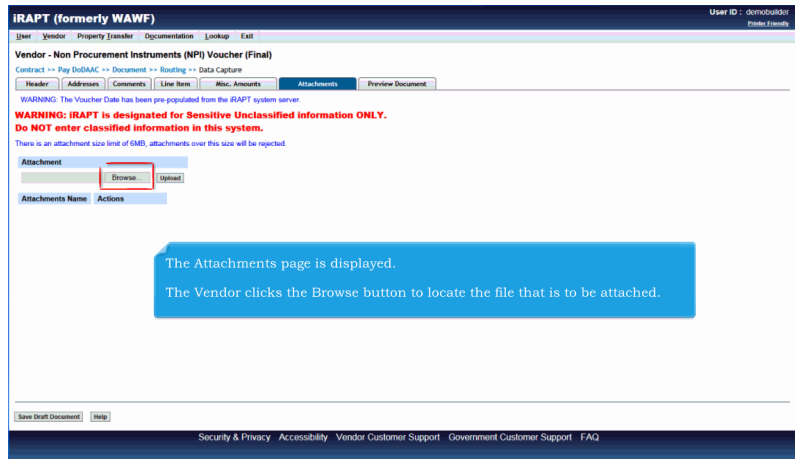 iRAPT (formerly WAWF)
User ID : demobuilder
Printer Friendly
User Vendor Property Transfer Documentation Lookup Exit
Vendor - Non Procurement Instruments (NPI) Voucher (Final)
Contract >> Pay DoDAAC >> Document >> Routing >> Data Capture
Header Addresses Comments Line Item Misc. Amounts Attachments Preview Document
WARNING: The Voucher Date has been pre-populated from the iRAPT system server.
WARNING: iRAPT is designated for Sensitive Unclassified information ONLY.
Do NOT enter classified information in this system.
There is an attachment size limit of 6MB, attachments over this size will be rejected.
Attachment
Browse... Upload
Attachments Name Actions
The Attachments page is displayed.
The Vendor clicks the Browse button to locate the file that is to be attached.
Save Draft Document Help
Security & Privacy Accessibility Vendor Customer Support Government Customer Support FAQ